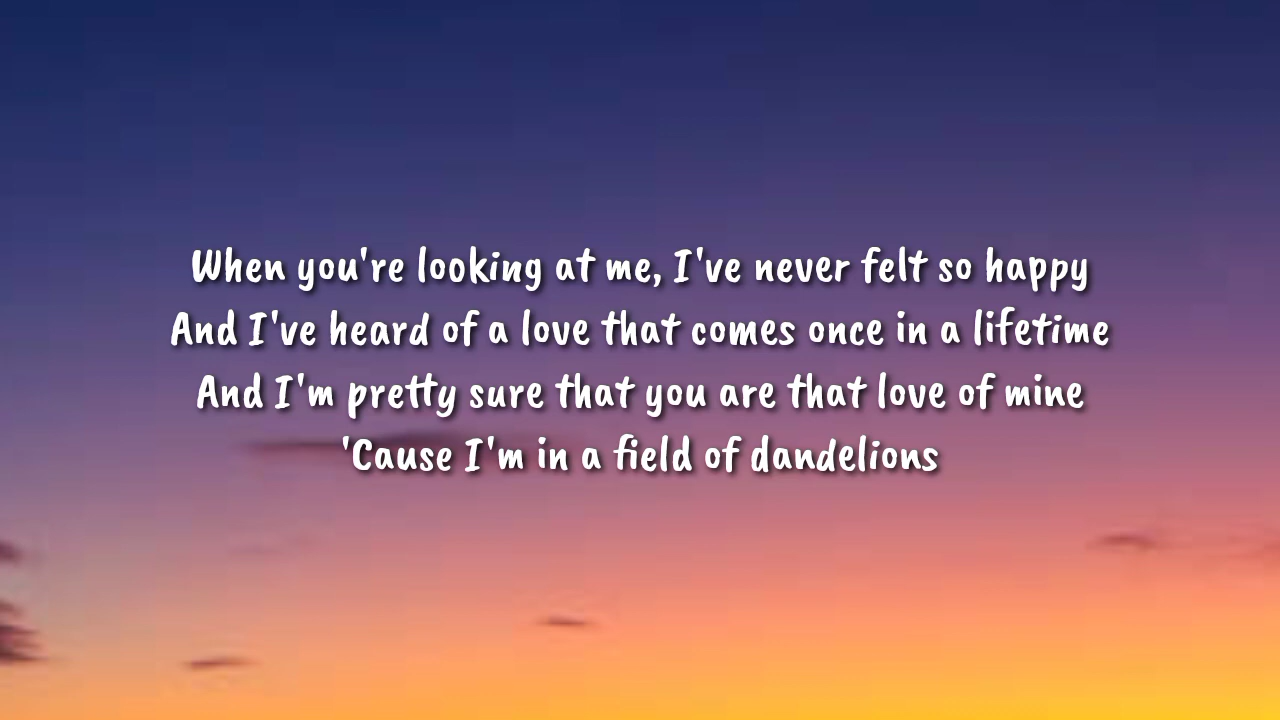 When you're looking at me, I've never felt so happy
And I've heard of a love that comes once in a lifetime
And I'm pretty sure that you are that love of mine
'Cause I'm in a field of dandelions